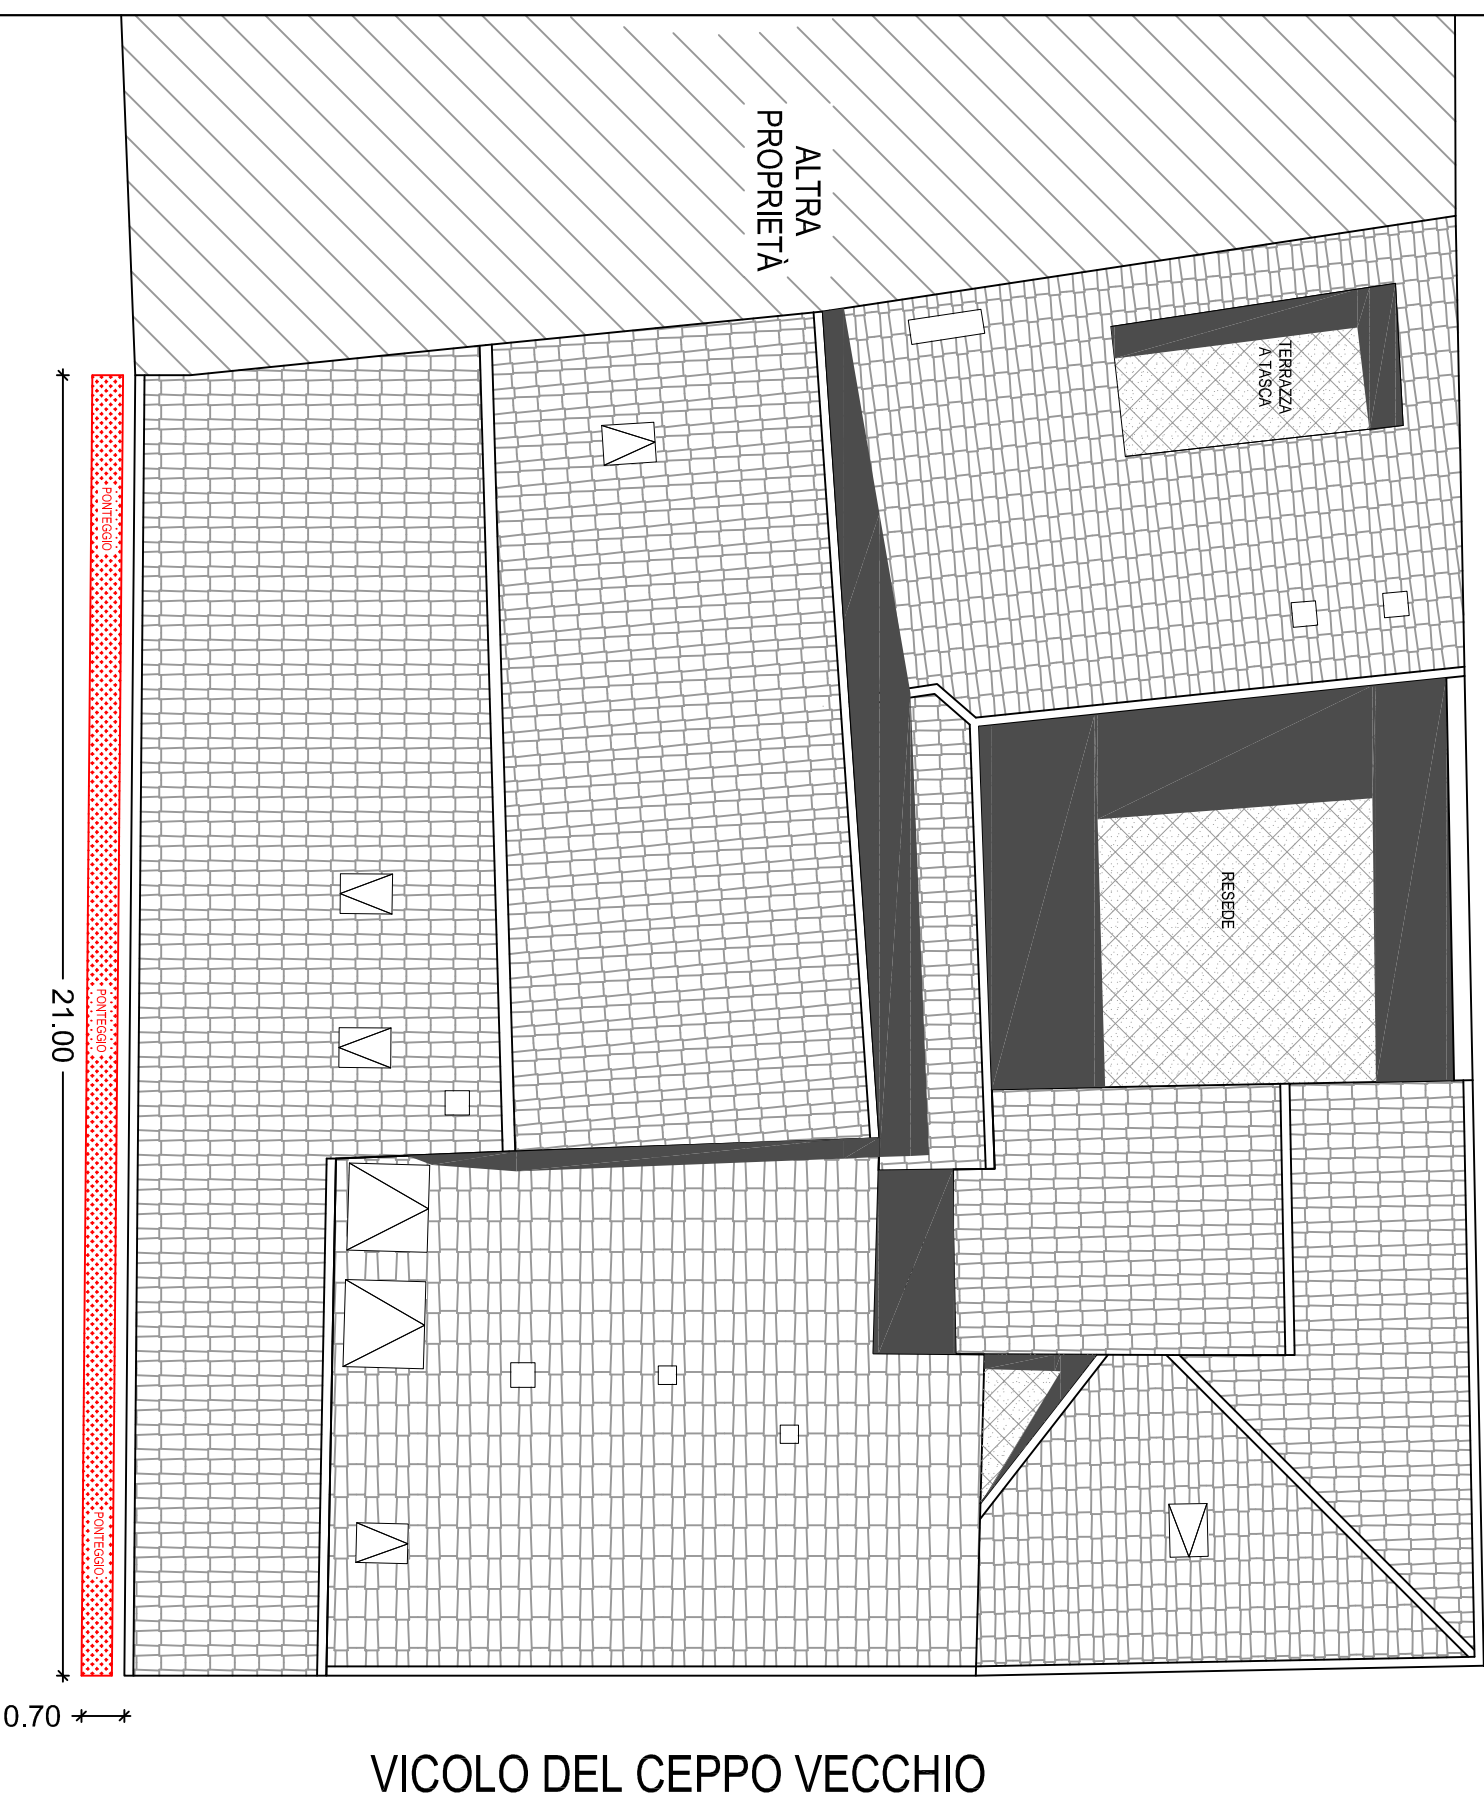 ALTRA
PROPRIETÀ
TERRAZZA
A TASCA
RESEDE
PONTEGGIO
PONTEGGIO
PONTEGGIO
21.00
0.70
VICOLO DEL CEPPO VECCHIO